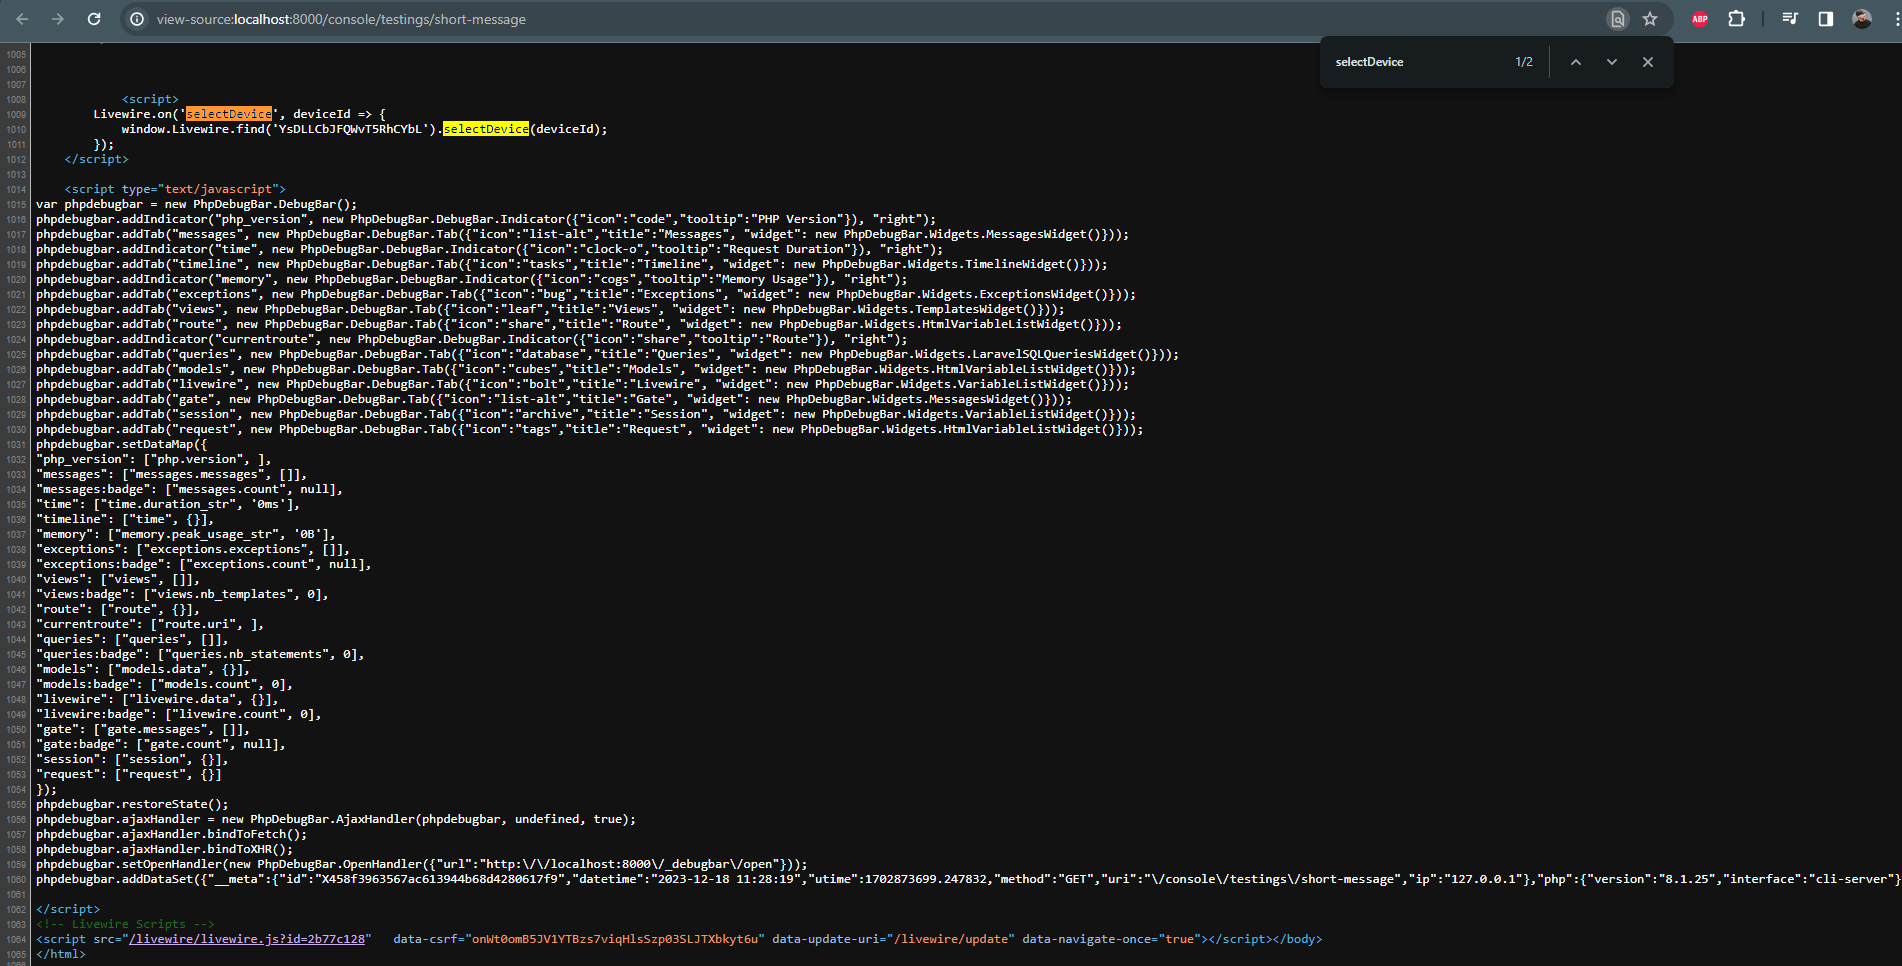 view-source:localhost:8000/console/testings/short-message
ABP
selectDevice 1/2
1005
1006
1007
1008 <script>
1009 Livewire.on('selectDevice', deviceId => {
1010 window.Livewire.find('YsDLLCbJFQWvT5RhCYbL').selectDevice(deviceId);
1011 });
1012 </script>
1013
1014 <script type="text/javascript">
1015 var phpdebugbar = new PhpDebugBar.DebugBar();
1016 phpdebugbar.addIndicator("php_version", new PhpDebugBar.DebugBar.Indicator({"icon":"code","tooltip":"PHP Version"}), "right");
1017 phpdebugbar.addTab("messages", new PhpDebugBar.DebugBar.Tab({"icon":"list-alt","title":"Messages", "widget": new PhpDebugBar.Widgets.MessagesWidget()}));
1018 phpdebugbar.addIndicator("time", new PhpDebugBar.DebugBar.Indicator({"icon":"clock-o","tooltip":"Request Duration"}), "right");
1019 phpdebugbar.addTab("timeline", new PhpDebugBar.DebugBar.Tab({"icon":"tasks","title":"Timeline", "widget": new PhpDebugBar.Widgets.TimelineWidget()}));
1020 phpdebugbar.addIndicator("memory", new PhpDebugBar.DebugBar.Indicator({"icon":"cogs","tooltip":"Memory Usage"}), "right");
1021 phpdebugbar.addTab("exceptions", new PhpDebugBar.DebugBar.Tab({"icon":"bug","title":"Exceptions", "widget": new PhpDebugBar.Widgets.ExceptionsWidget()}));
1022 phpdebugbar.addTab("views", new PhpDebugBar.DebugBar.Tab({"icon":"leaf","title":"Views", "widget": new PhpDebugBar.Widgets.TemplatesWidget()}));
1023 phpdebugbar.addTab("route", new PhpDebugBar.DebugBar.Tab({"icon":"share","title":"Route", "widget": new PhpDebugBar.Widgets.HtmlVariableListWidget()}));
1024 phpdebugbar.addIndicator("currentroute", new PhpDebugBar.DebugBar.Indicator({"icon":"share","tooltip":"Route"}), "right");
1025 phpdebugbar.addTab("queries", new PhpDebugBar.DebugBar.Tab({"icon":"database","title":"Queries", "widget": new PhpDebugBar.Widgets.LaravelSQLQueriesWidget()}));
1026 phpdebugbar.addTab("models", new PhpDebugBar.DebugBar.Tab({"icon":"cubes","title":"Models", "widget": new PhpDebugBar.Widgets.HtmlVariableListWidget()}));
1027 phpdebugbar.addTab("livewire", new PhpDebugBar.DebugBar.Tab({"icon":"bolt","title":"Livewire", "widget": new PhpDebugBar.Widgets.VariableListWidget()}));
1028 phpdebugbar.addTab("gate", new PhpDebugBar.DebugBar.Tab({"icon":"list-alt","title":"Gate", "widget": new PhpDebugBar.Widgets.MessagesWidget()}));
1029 phpdebugbar.addTab("session", new PhpDebugBar.DebugBar.Tab({"icon":"archive","title":"Session", "widget": new PhpDebugBar.Widgets.VariableListWidget()}));
1030 phpdebugbar.addTab("request", new PhpDebugBar.DebugBar.Tab({"icon":"tags","title":"Request", "widget": new PhpDebugBar.Widgets.HtmlVariableListWidget()}));
1031 phpdebugbar.setDataMap({
1032 "php_version": ["php.version", ],
1033 "messages": ["messages.messages", []],
1034 "messages:badge": ["messages.count", null],
1035 "time": ["time.duration_str", '0ms'],
1036 "timeline": ["time", {}],
1037 "memory": ["memory.peak_usage_str", '0B'],
1038 "exceptions": ["exceptions.exceptions", []],
1039 "exceptions:badge": ["exceptions.count", null],
1040 "views": ["views", []],
1041 "views:badge": ["views.nb_templates", 0],
1042 "route": ["route", {}],
1043 "currentroute": ["route.uri", ],
1044 "queries": ["queries", []],
1045 "queries:badge": ["queries.nb_statements", 0],
1046 "models": ["models.data", {}],
1047 "models:badge": ["models.count", 0],
1048 "livewire": ["livewire.data", {}],
1049 "livewire:badge": ["livewire.count", 0],
1050 "gate": ["gate.messages", []],
1051 "gate:badge": ["gate.count", null],
1052 "session": ["session", {}],
1053 "request": ["request", {}]
1054 });
1055 phpdebugbar.restoreState();
1056 phpdebugbar.ajaxHandler = new PhpDebugBar.AjaxHandler(phpdebugbar, undefined, true);
1057 phpdebugbar.ajaxHandler.bindToFetch();
1058 phpdebugbar.ajaxHandler.bindToXHR();
1059 phpdebugbar.setOpenHandler(new PhpDebugBar.OpenHandler({"url":"http:\/\/localhost:8000\/_debugbar\/open"}));
1060 phpdebugbar.addDataSet({"__meta":{"id":"X458f3963567ac613944b68d4280617f9","datetime":"2023-12-18 11:28:19","utime":1702873699.247832,"method":"GET","uri":"\/console\/testings\/short-message","ip":"127.0.0.1"},"php":{"version":"8.1.25","interface":"cli-server"}
1061
1062 </script>
1063 <!-- Livewire Scripts -->
1064 <script src="/livewire/livewire.js?id=2b77c128" data-csrf="onWt0omB5JV1YTBzs7viqHlsSzp03SLJTXbkyt6u" data-update-uri="/livewire/update" data-navigate-once="true"></script></body>
1065 </html>